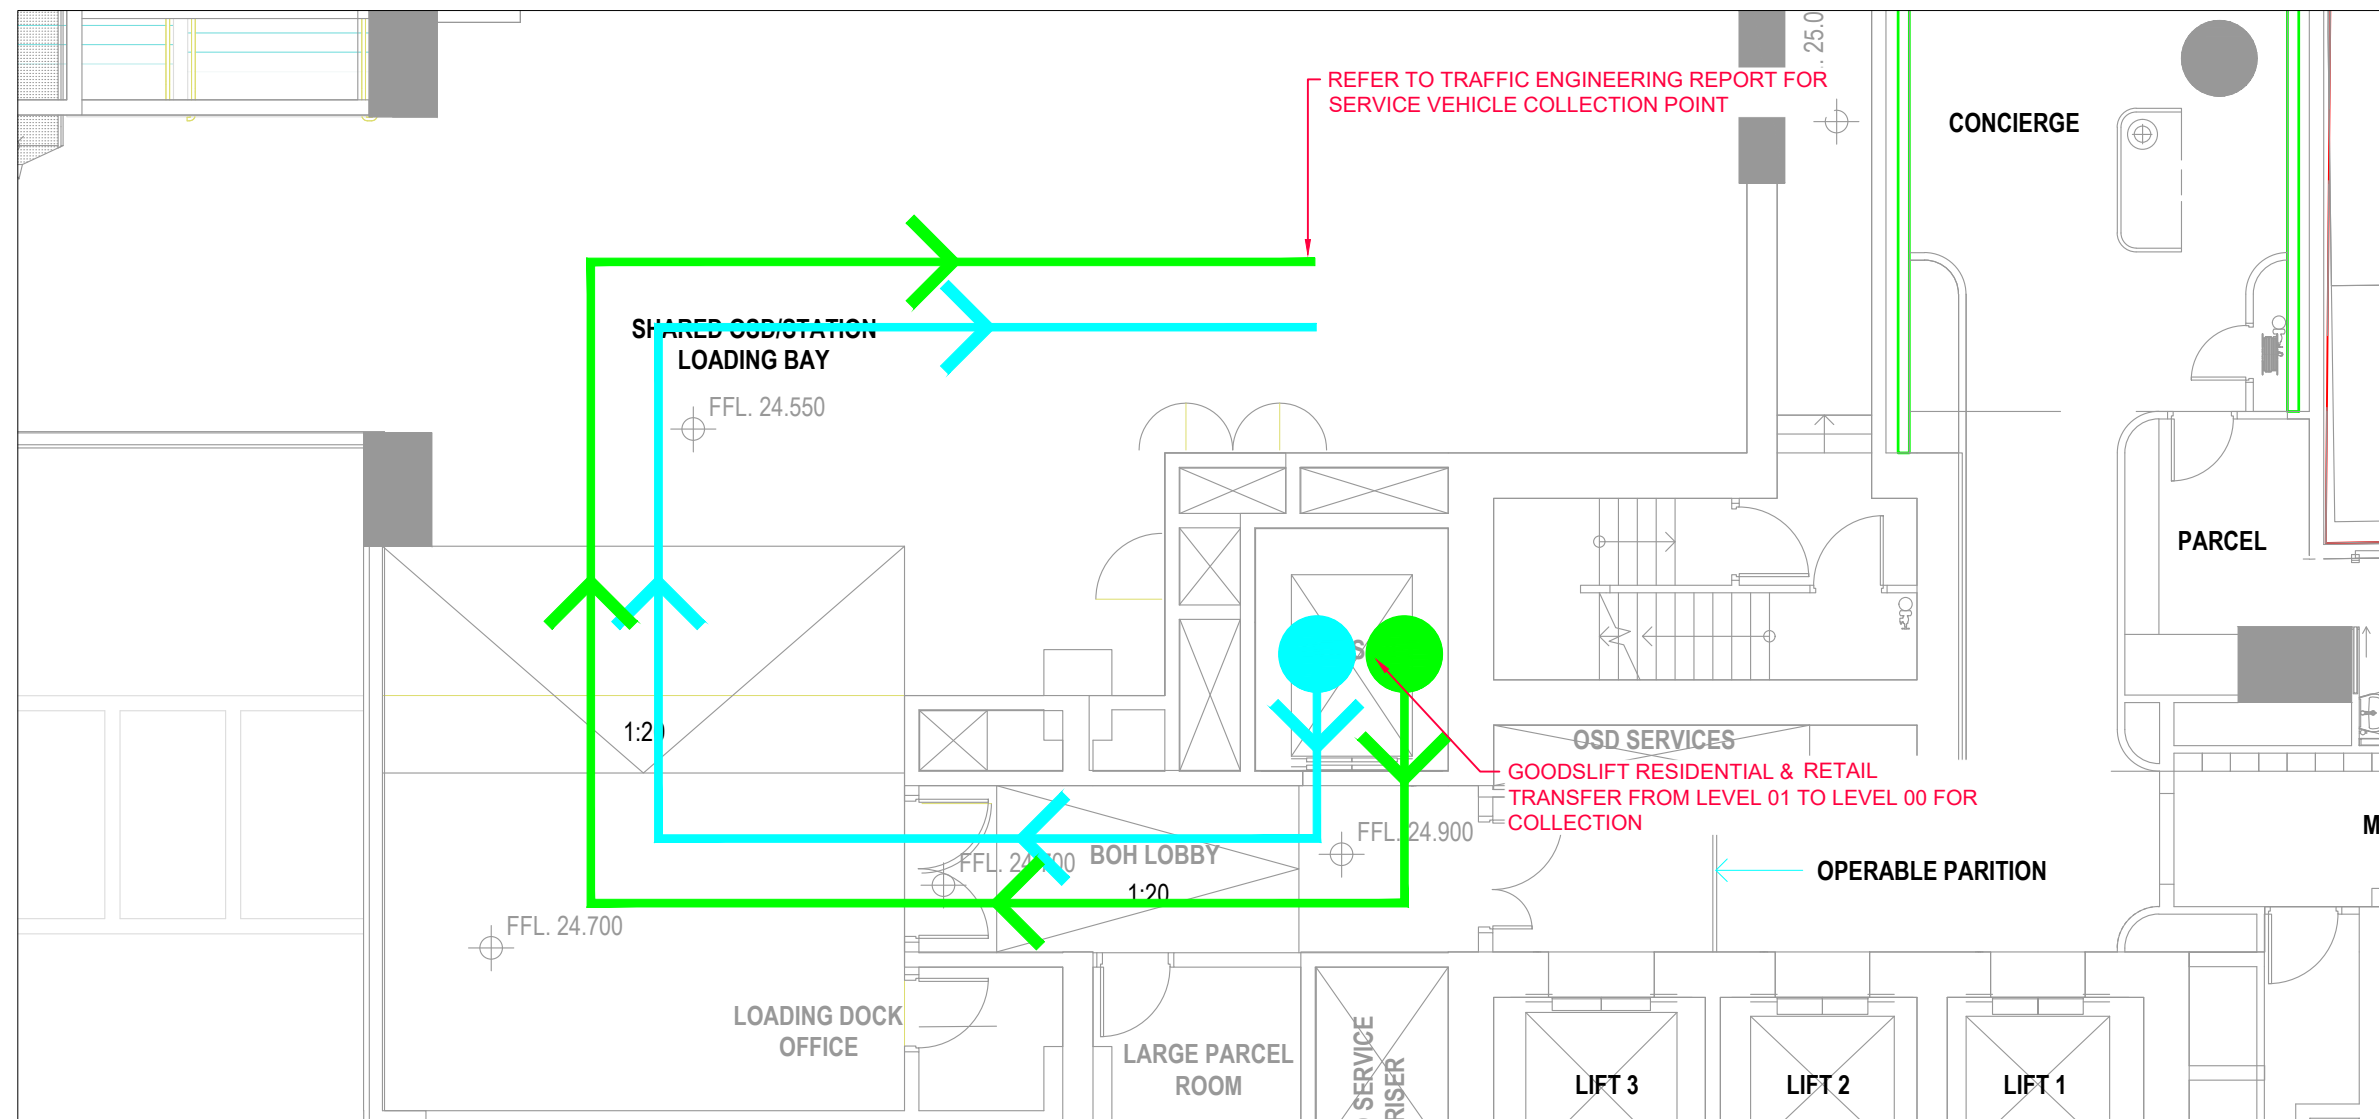 25.0
REFER TO TRAFFIC ENGINEERING REPORT FOR
SERVICE VEHICLE COLLECTION POINT
CONCIERGE
SHARED OSD/STATION
LOADING BAY
FFL. 24.550
PARCEL
S
1:20
OSD SERVICES
GOODSLIFT RESIDENTIAL & RETAIL
TRANSFER FROM LEVEL 01 TO LEVEL 00 FOR
COLLECTION
FFL. 24.900
M
BOH LOBBY
FFL. 24.700
1:20
OPERABLE PARITION
FFL. 24.700
LOADING DOCK
OFFICE
LARGE PARCEL
ROOM
SERVICE
RISER
LIFT 3
LIFT 2
LIFT 1